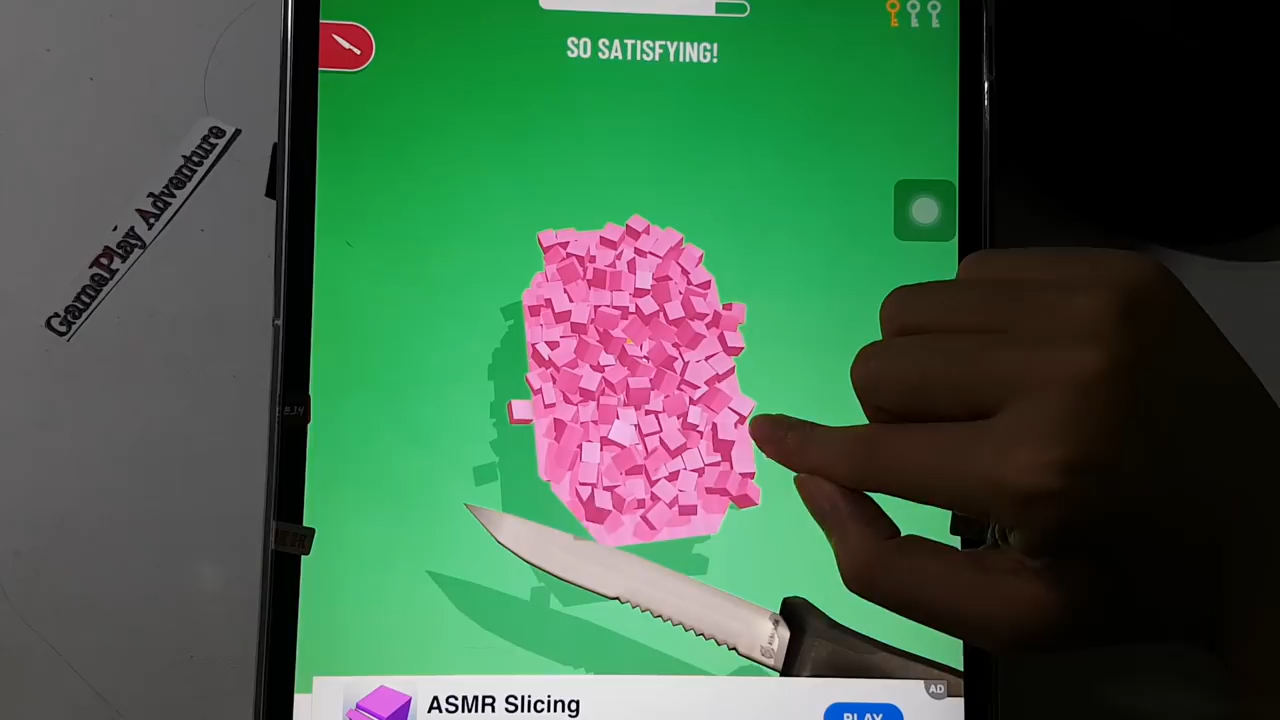 SO SATISFYING!
GamePlay Adventure
AD
ASMR Slicing
PLAY